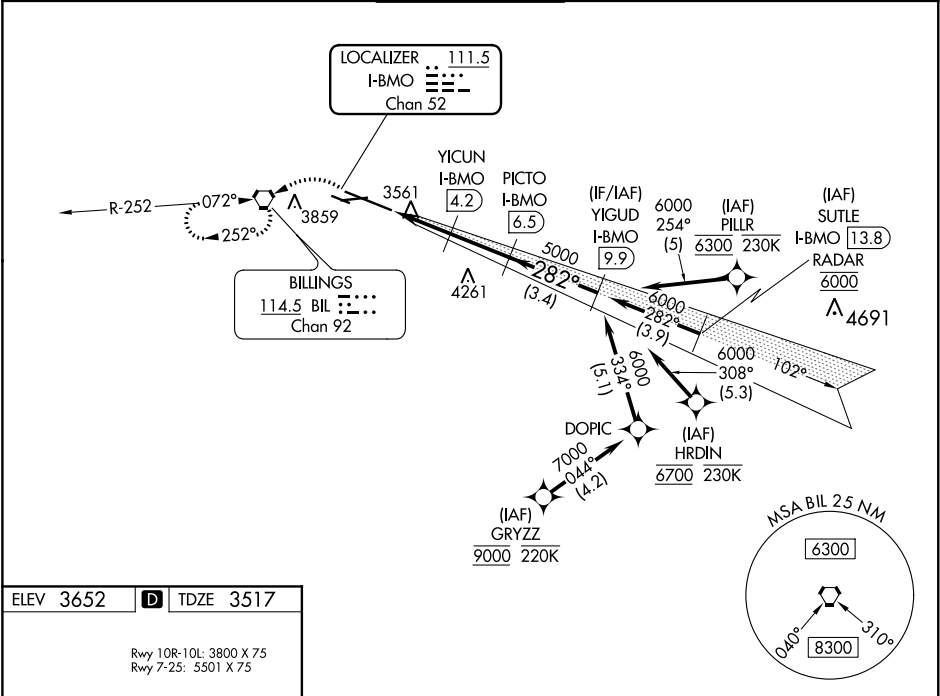 LOCALIZER 111.5
I-BMO
Chan 52
R-252
072°
252°
3859
3561
BILLINGS
114.5 BIL
Chan 92
YICUN
I-BMO
4.2
PICTO
I-BMO
6.5
4261
5000
282°
(3.4)
(IF/IAF)
YIGUD
I-BMO
9.9
6000
254°
(5)
(IAF)
PILLR
6300 230K
(IAF)
SUTLE
I-BMO 13.8
RADAR
6000
4691
6000
282°
(3.9)
6000
308°
(5.3)
102°
6000
334°
(5.1)
DOPIC
(IAF)
HRDIN
6700 230K
7000
044°
(4.2)
(IAF)
GRYZZ
9000 220K
MSA BIL 25 NM
6300
040°
310°
8300
ELEV 3652 D TDZE 3517
Rwy 10R-10L: 3800 X 75
Rwy 7-25: 5501 X 75